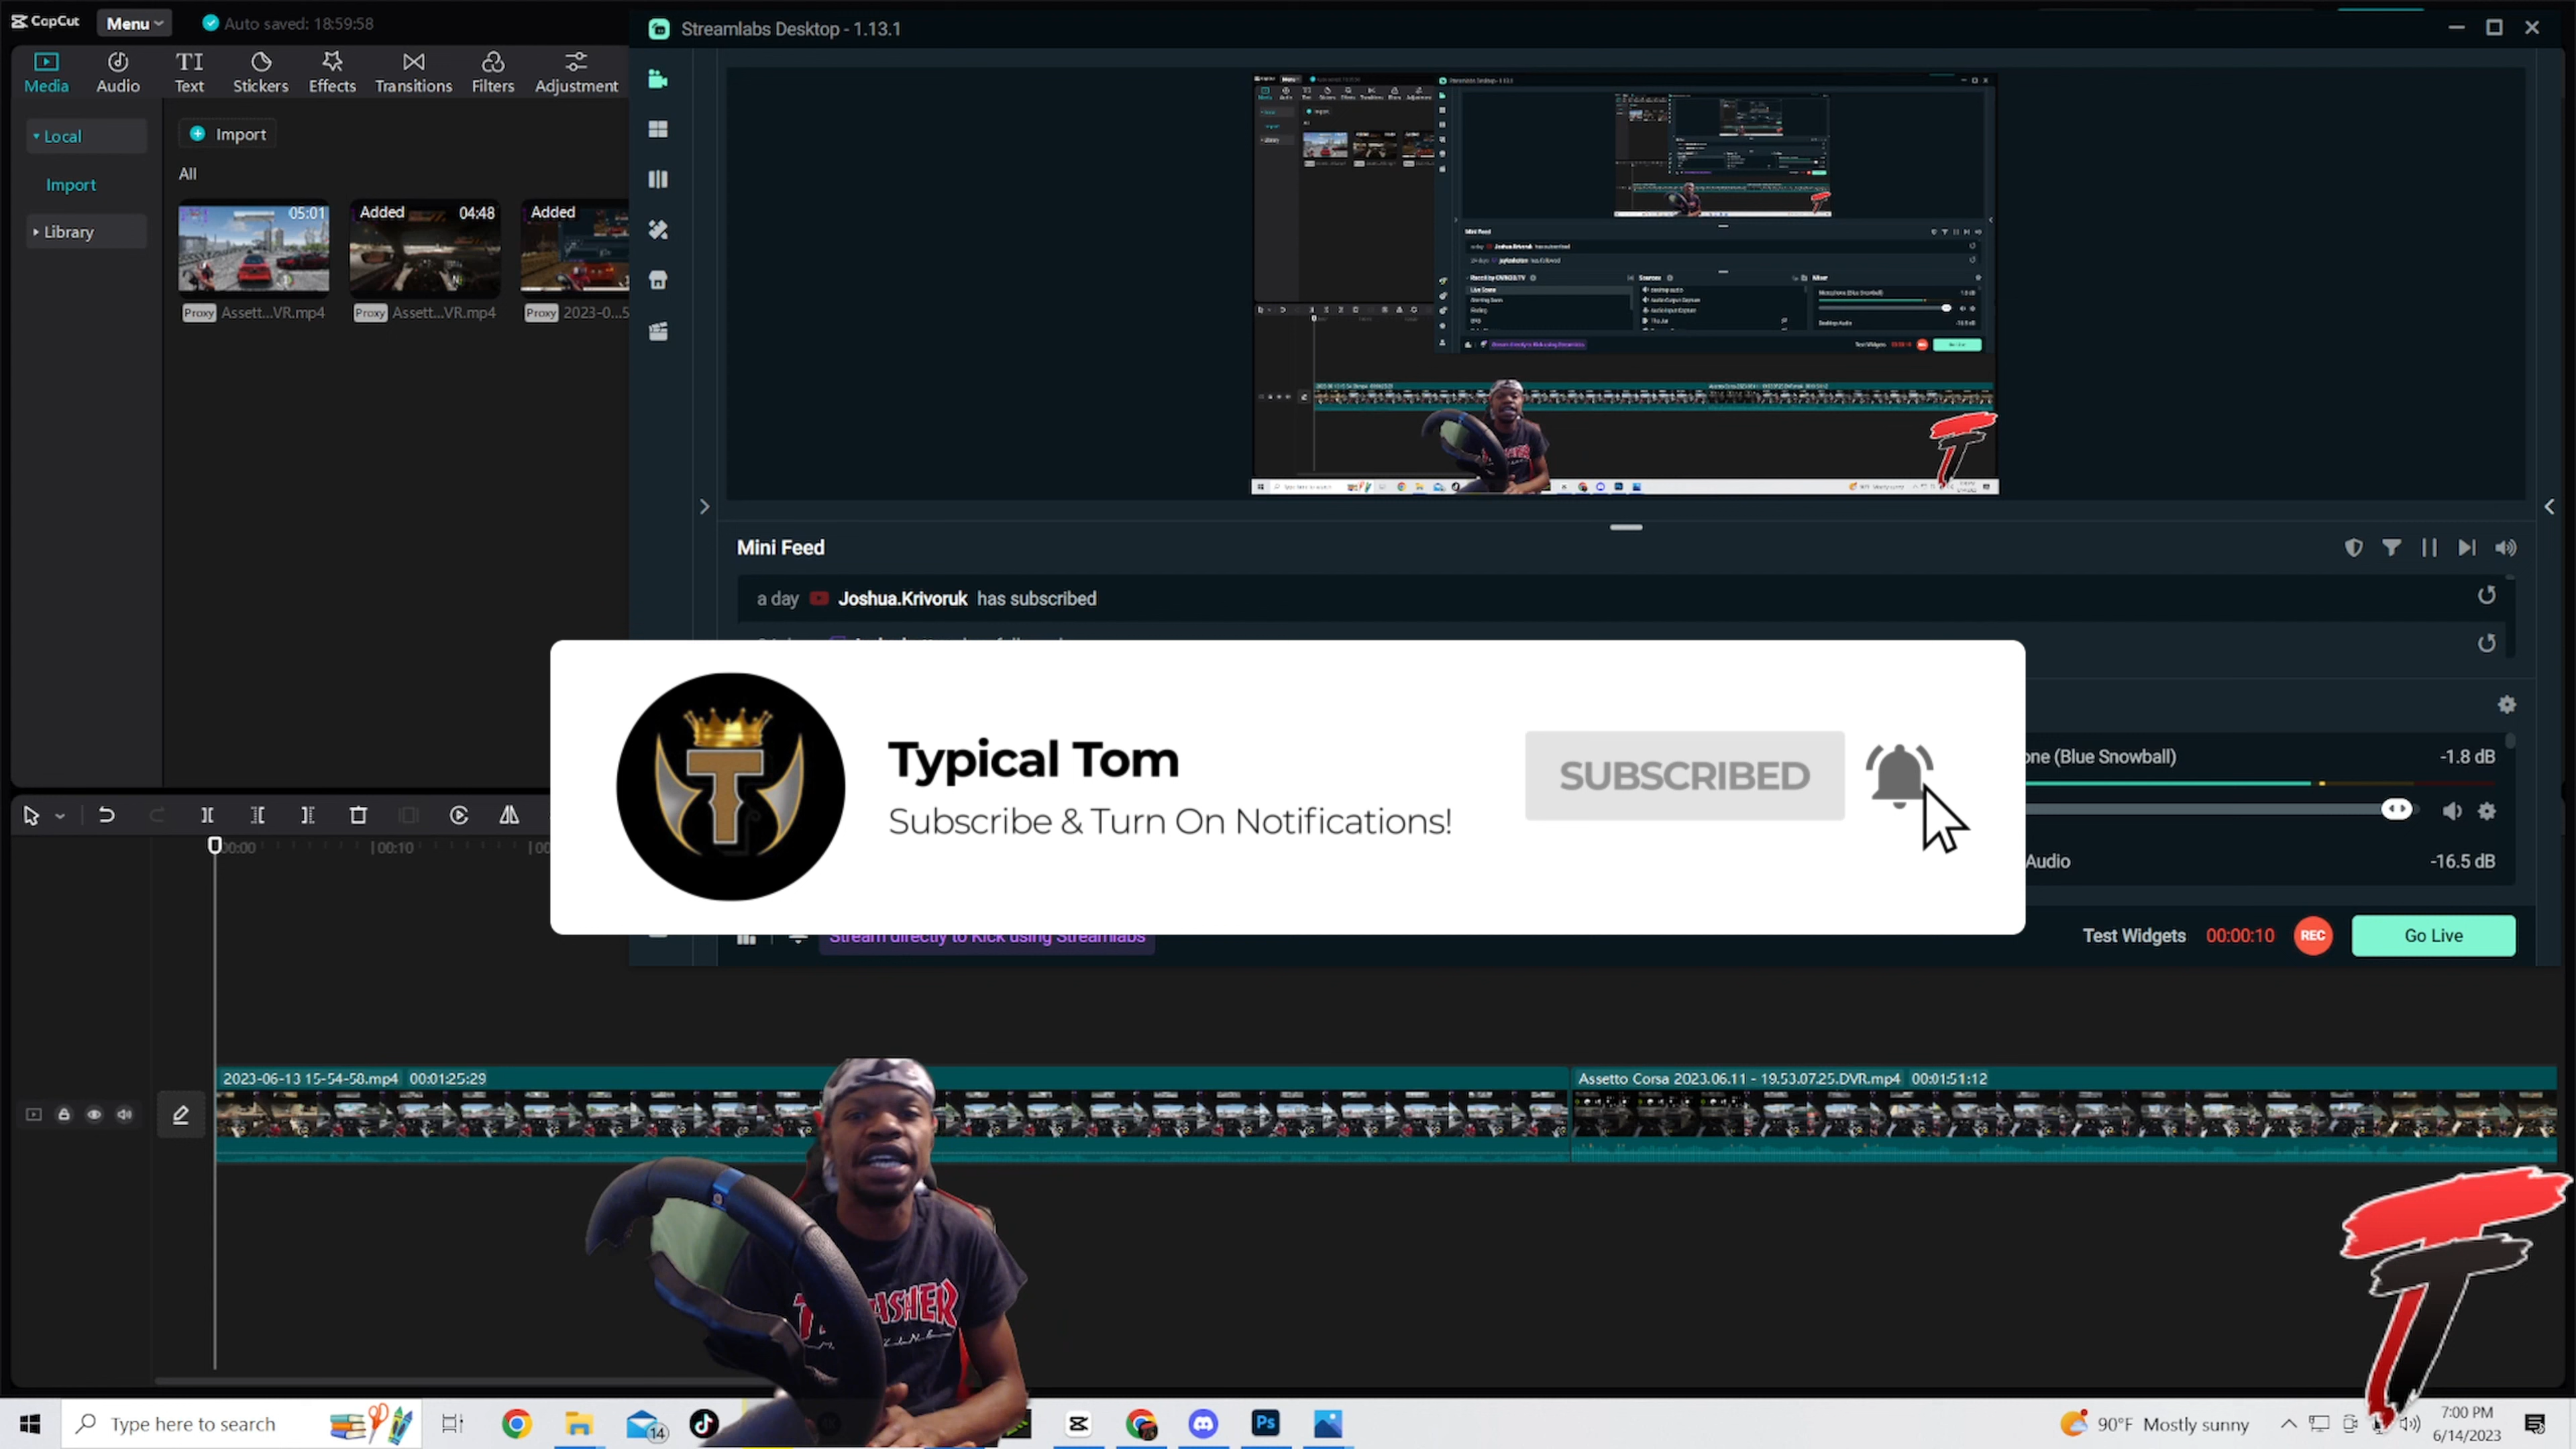 CapCut
Menu
Auto saved: 18:59:58
Streamlabs Desktop - 1.13.1
Media
Audio
TI
Text
Stickers
Effects
Transitions
Filters
Adjustment
Local
Import
Library
Import
All
05:01
Added
04:48
Added
Proxy
Assett...VR.mp4
Proxy
Assett...VR.mp4
Proxy
2023-0...5
Mini Feed
a day
Joshua.Krivoruk has subscribed
Typical Tom
Subscribe & Turn On Notifications!
SUBSCRIBED
T
one (Blue Snowball)
-1.8 dB
Audio
-16.5 dB
Stream directly to Kick using Streamlabs
Test Widgets
00:00:10
REC
Go Live
00:00
00:10
2023-06-13 15-54-58.mp4 00:01:25:29
Assetto Corsa 2023.06.11 - 19.53.07.25.DVR.mp4 00:01:51:12
T
Type here to search
14
Ps
90°F Mostly sunny
7:00 PM
6/14/2023